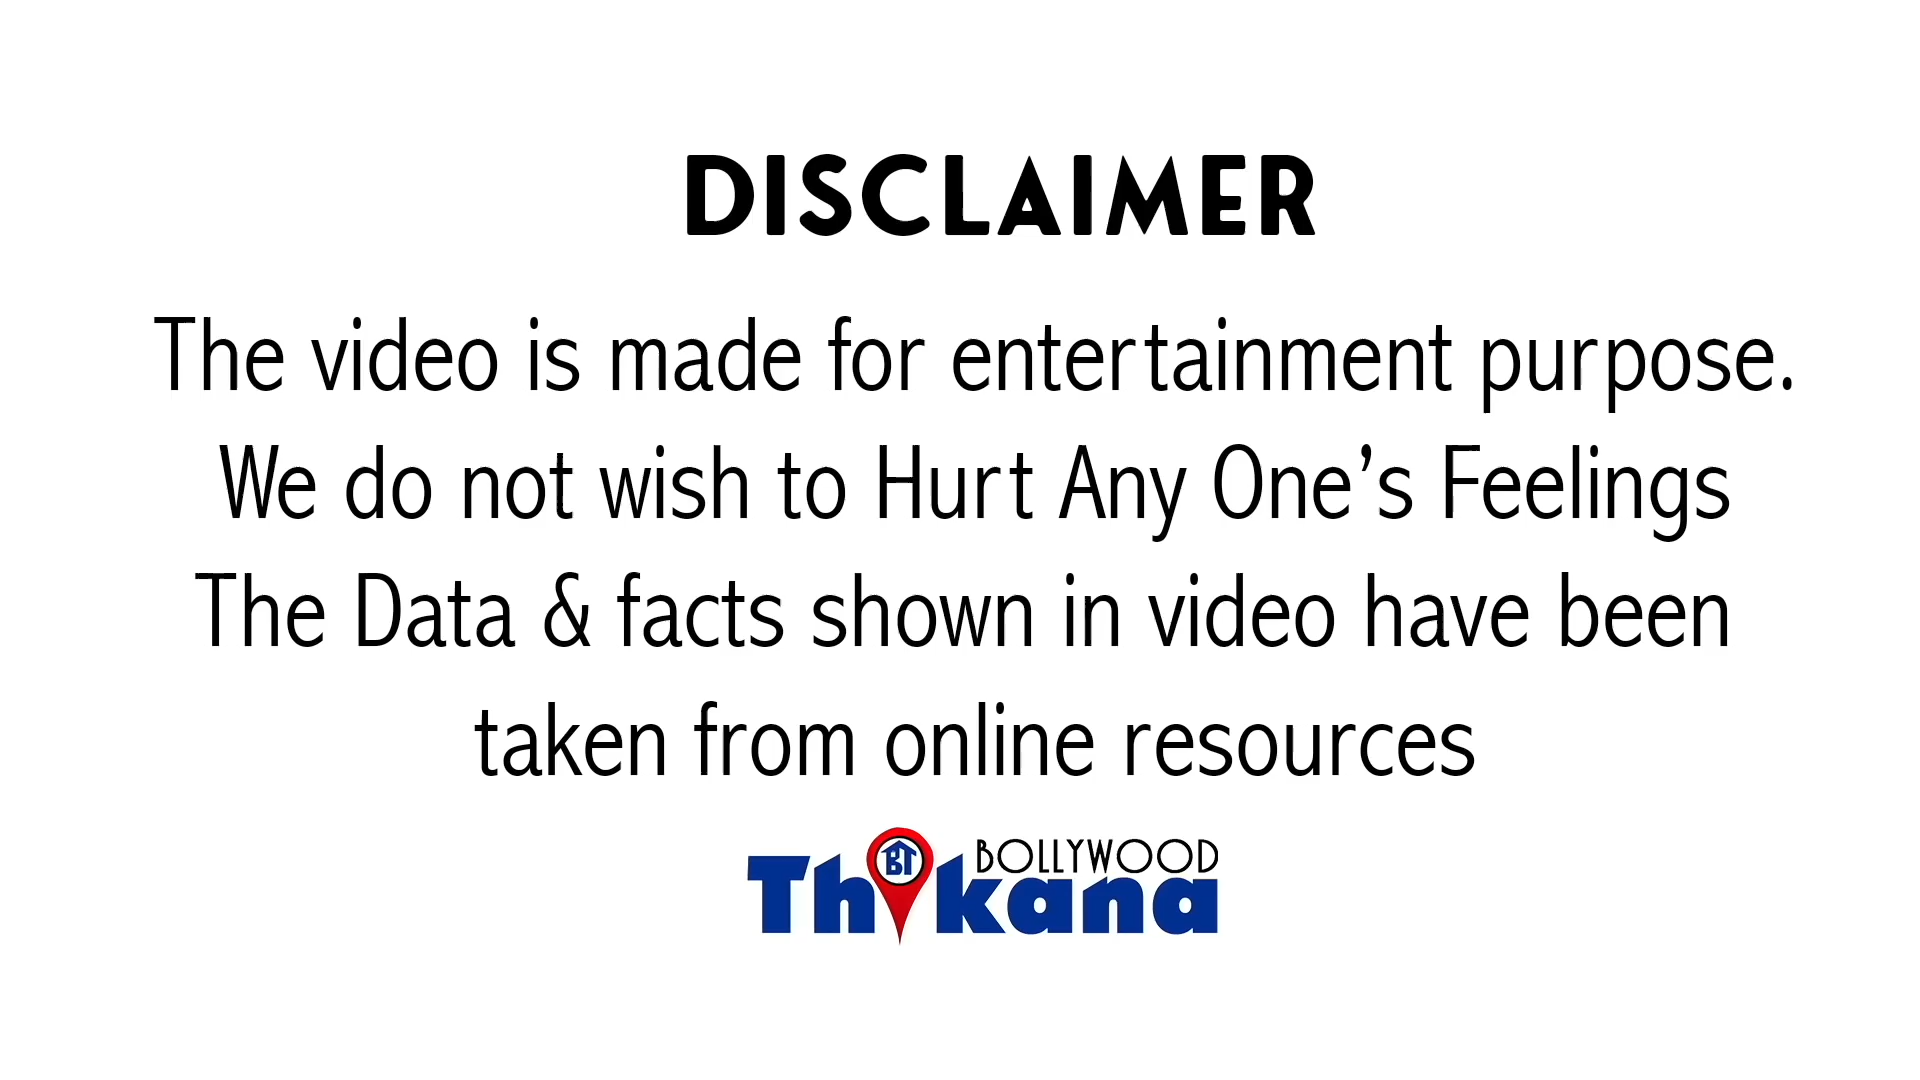 DISCLAIMER
The video is made for entertainment purpose.
We do not wish to Hurt Any One’s Feelings
The Data & facts shown in video have been
taken from online resources
BOLLYWOOD
BT
Thikana